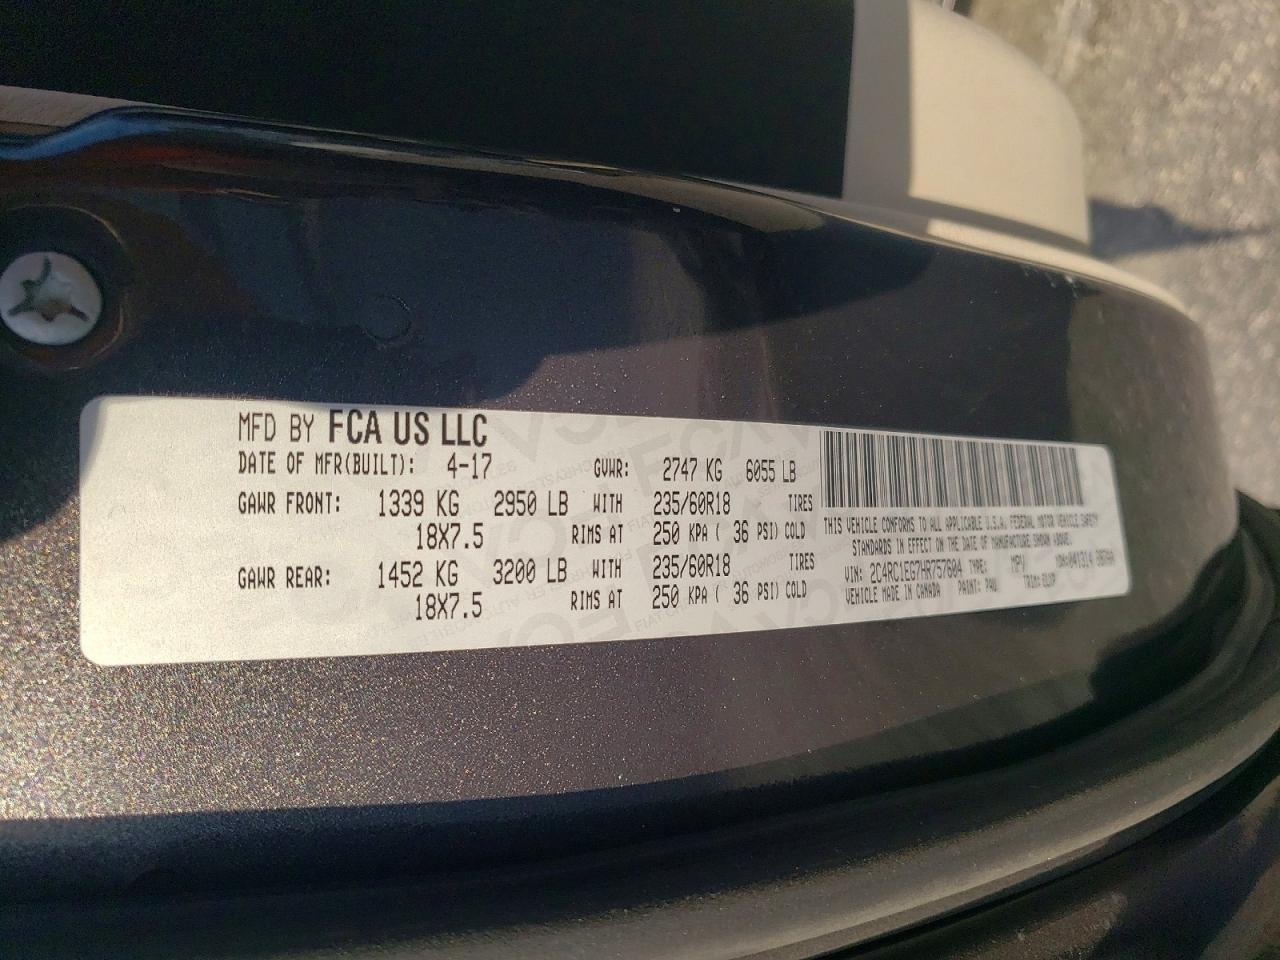 MFD BY FCA US LLC
DATE OF MFR(BUILT): 4-17 GVWR: 2747 KG 6055 LB
GAWR FRONT: 1339 KG 2950 LB WITH 235/60R18 TIRES
18X7.5 RIMS AT 250 KPA ( 36 PSI) COLD
GAWR REAR: 1452 KG 3200 LB WITH 235/60R18 TIRES
18X7.5 RIMS AT 250 KPA ( 36 PSI) COLD
THIS VEHICLE CONFORMS TO ALL APPLICABLE U.S.A. FEDERAL MOTOR VEHICLE SAFETY
STANDARDS IN EFFECT ON THE DATE OF MANUFACTURE SHOWN ABOVE.
VIN: 2C4RC1EG7HR757604 TYPE: MPV
VEHICLE MADE IN CANADA PAINT: PAU TRIM: